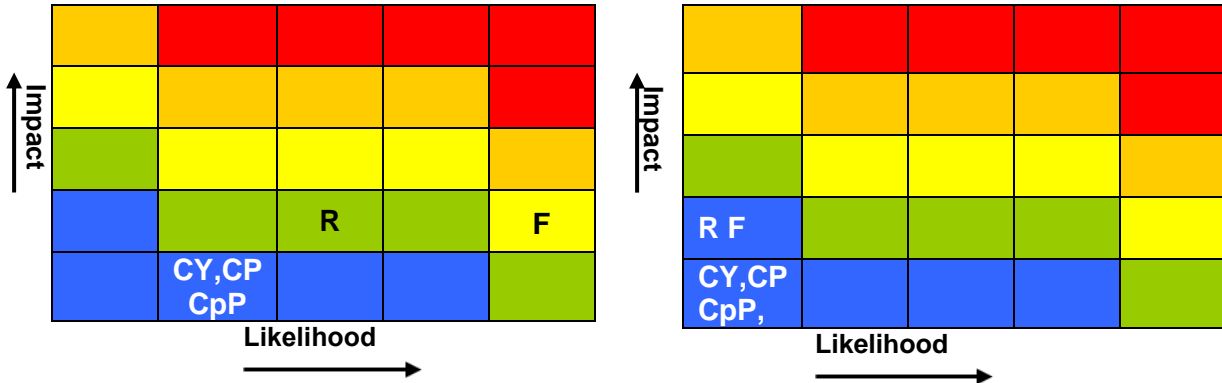 Impact
R
F
CY,CP
CpP
Likelihood
Impact
R F
CY,CP
CpP,
Likelihood